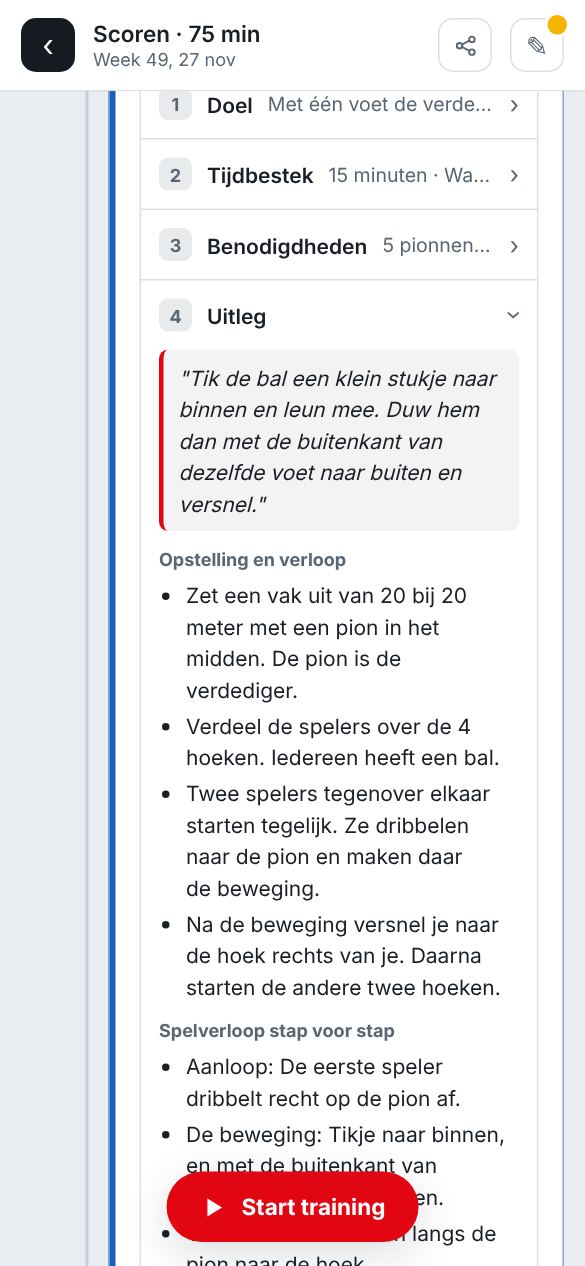 Scoren · 75 min
Week 49, 27 nov
1 Doel Met één voet de verde...
2 Tijdbestek 15 minuten · Wa...
3 Benodigdheden 5 pionnen...
4 Uitleg
"Tik de bal een klein stukje naar
binnen en leun mee. Duw hem
dan met de buitenkant van
dezelfde voet naar buiten en
versnel."
Opstelling en verloop
• Zet een vak uit van 20 bij 20
meter met een pion in het
midden. De pion is de
verdediger.
• Verdeel de spelers over de 4
hoeken. Iedereen heeft een bal.
• Twee spelers tegenover elkaar
starten tegelijk. Ze dribbelen
naar de pion en maken daar
de beweging.
• Na de beweging versnel je naar
de hoek rechts van je. Daarna
starten de andere twee hoeken.
Spelverloop stap voor stap
• Aanloop: De eerste speler
dribbelt recht op de pion af.
• De beweging: Tikje naar binnen,
en met de buitenkant van
en.
• langs de
pion naar de hoek
Start training